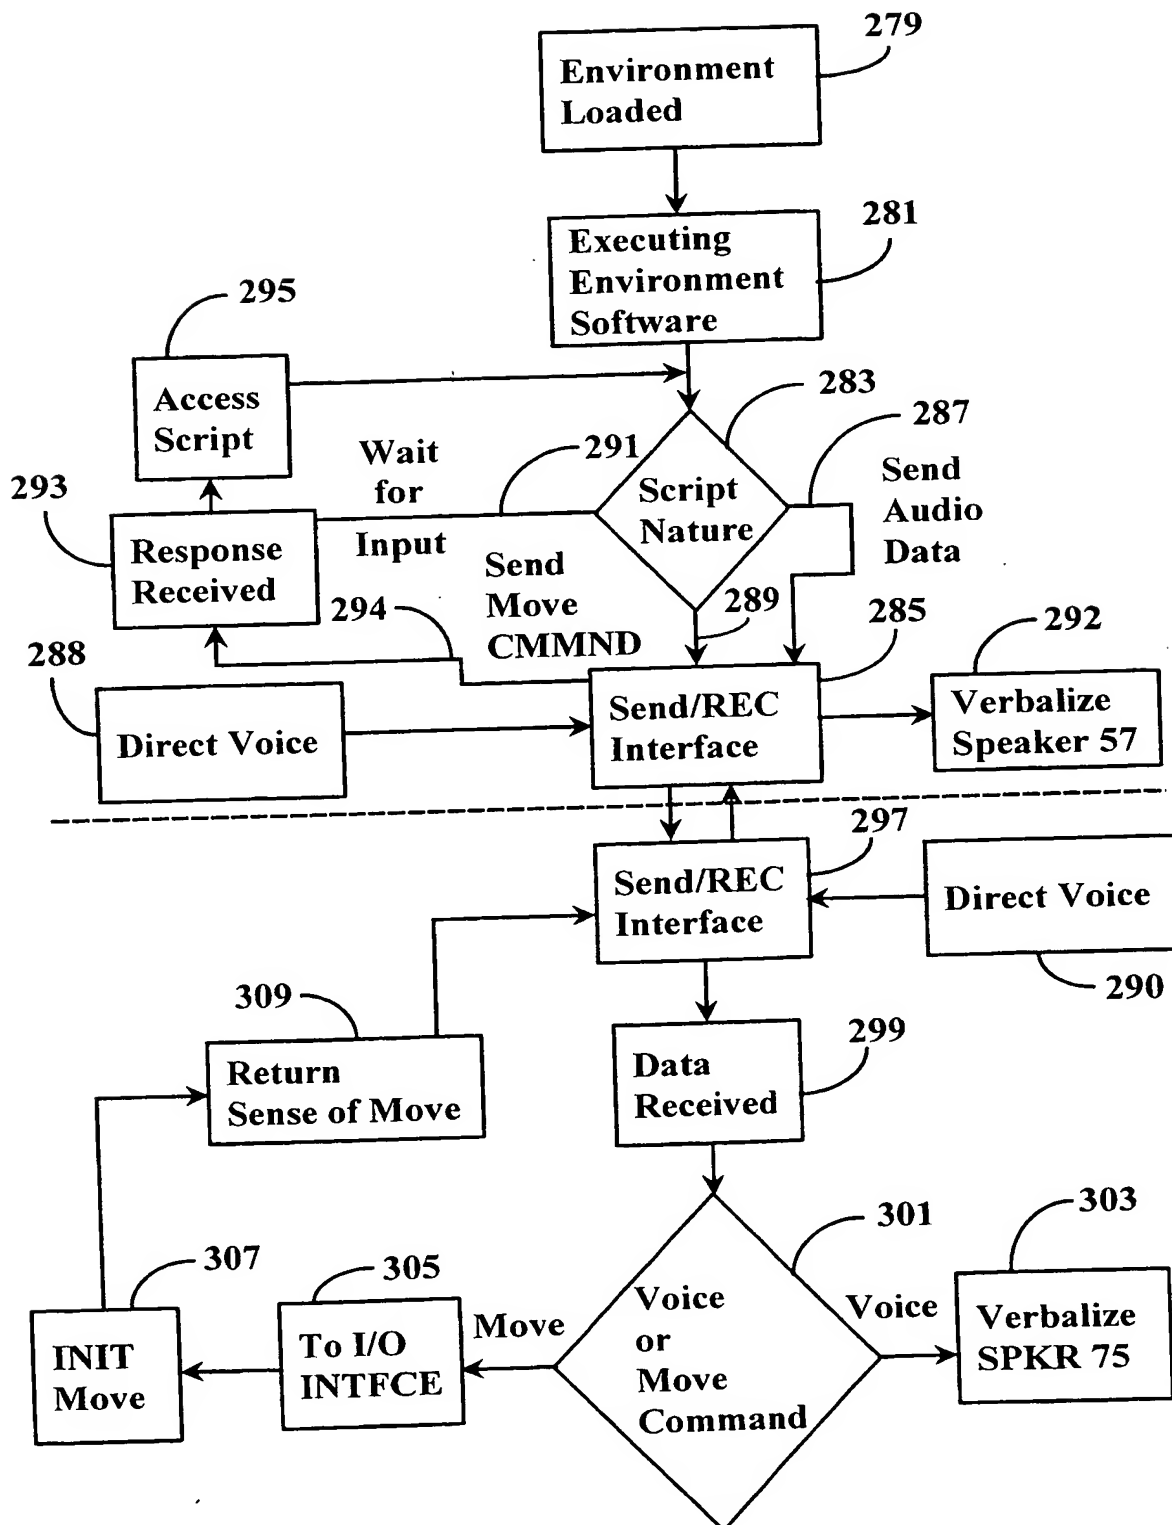 279
Environment
Loaded
281
Executing
Environment
Software
295
Access
Script
283
287
291
Wait
for
Input
Send
Audio
Data
Script
Nature
293
Response
Received
Send
Move
CMMND
294
289
285
292
288
Direct Voice
Send/REC
Interface
Verbalize
Speaker 57
297
Send/REC
Interface
Direct Voice
290
309
Return
Sense of Move
299
Data
Received
301
303
307
305
Voice
or
Move
Command
Move
Voice
INIT
Move
To I/O
INTFCE
Verbalize
SPKR 75